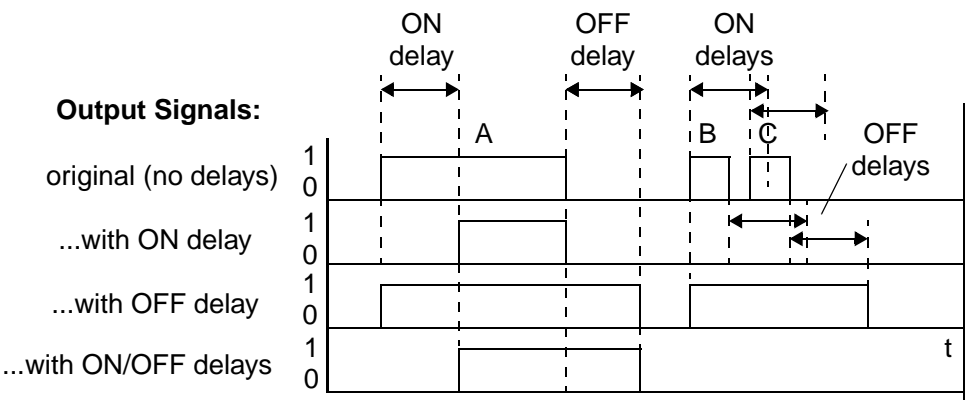 ON
delay
OFF
delay
ON
delays
Output Signals:
A
B
C
OFF
delays
original (no delays)
1
0
...with ON delay
1
0
...with OFF delay
1
0
...with ON/OFF delays
1
0
t